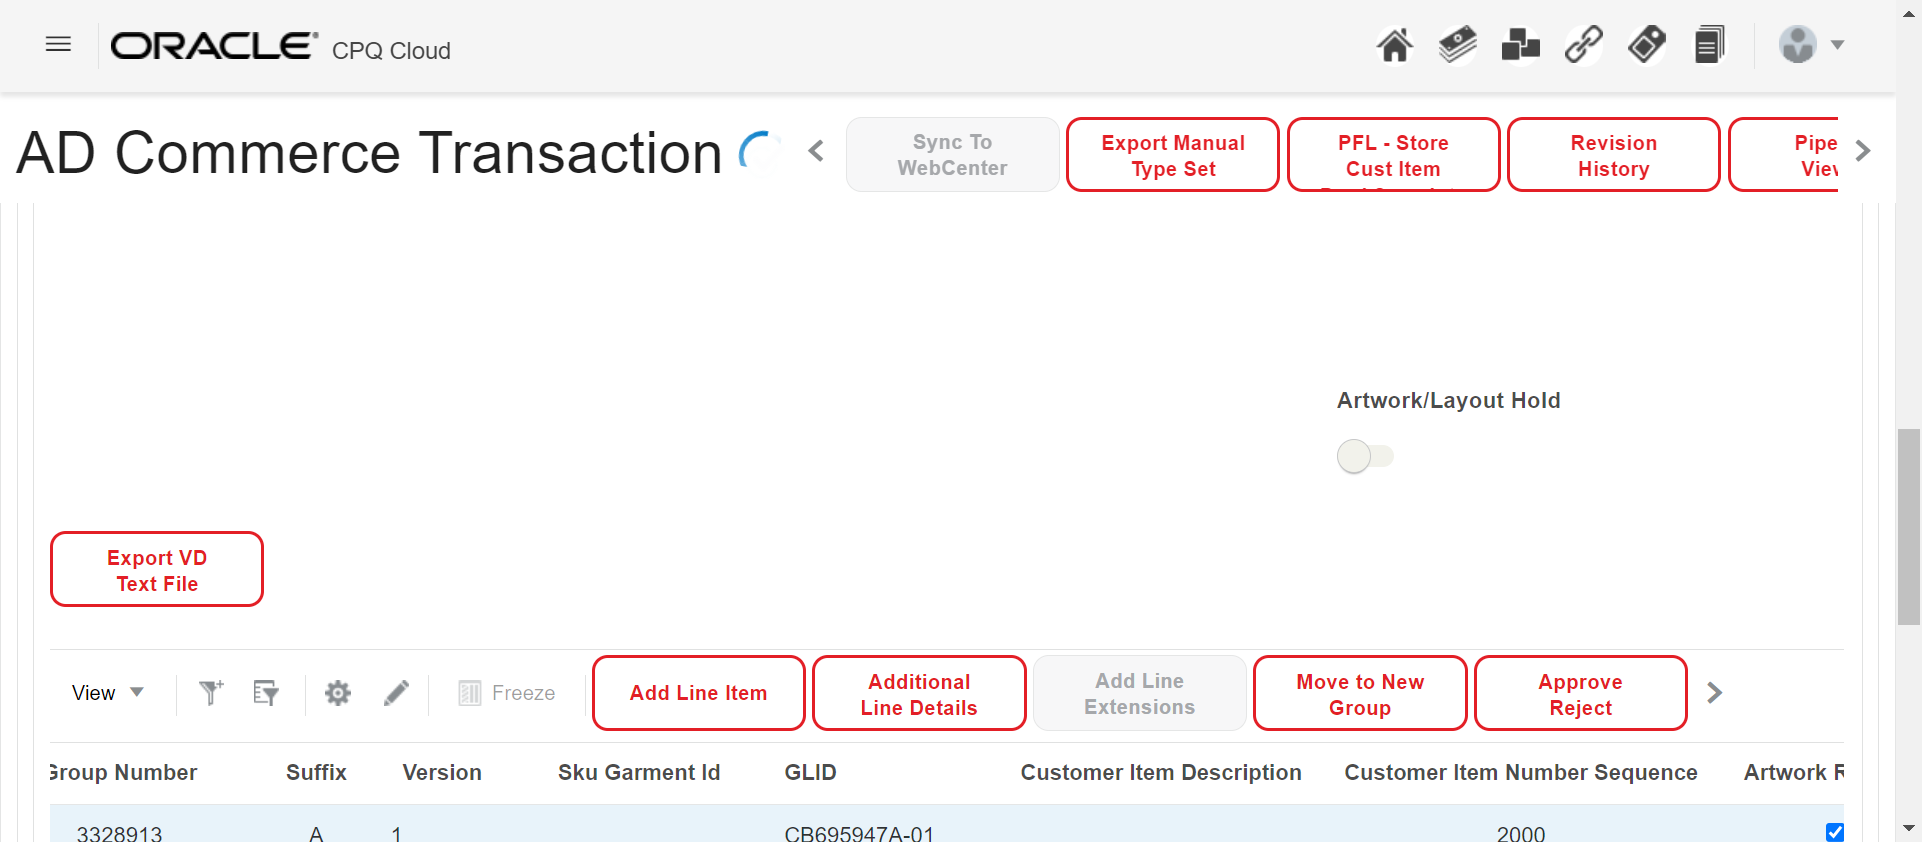 ORACLE® CPQ Cloud
AD Commerce Transaction
Sync To
WebCenter
Export Manual
Type Set
PFL - Store
Cust Item
Revision
History
Pipe
View
Artwork/Layout Hold
Export VD
Text File
View
Freeze
Add Line Item
Additional
Line Details
Add Line
Extensions
Move to New
Group
Approve
Reject
Group Number Suffix Version Sku Garment Id GLID Customer Item Description Customer Item Number Sequence Artwork R
3328913 A 1 CB695947A-01 2000